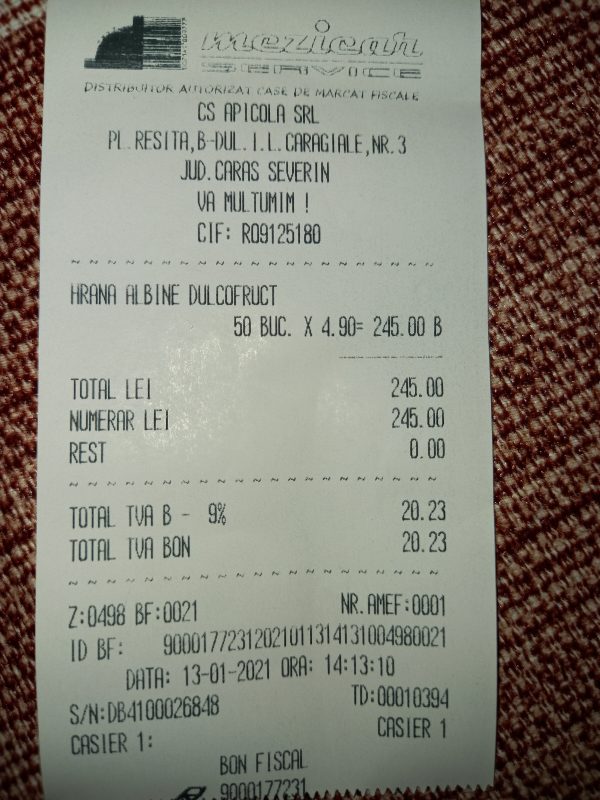 mezicah
SERVICE
DISTRIBUITOR AUTORIZAT CASE DE MARCAT FISCALE
CS APICOLA SRL
PL.RESITA,B-DUL.I.L.CARAGIALE,NR.3
JUD.CARAS SEVERIN
VA MULTUMIM !
CIF: RO9125180
HRANA ALBINE DULCOFRUCT
50 BUC. X 4.90= 245.00 B
TOTAL LEI 245.00
NUMERAR LEI 245.00
REST 0.00
TOTAL TVA B - 9% 20.23
TOTAL TVA BON 20.23
Z:0498 BF:0021 NR.AMEF:0001
ID BF: 90001772312021011314131004980021
DATA: 13-01-2021 ORA: 14:13:10
S/N:DB4100026848 TD:00010394
CASIER 1: CASIER 1
BON FISCAL
9000177231